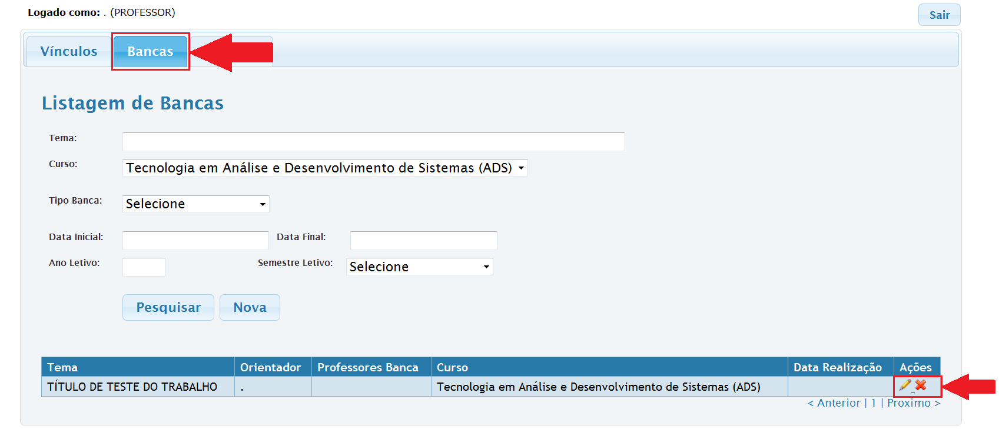 Logado como: . (PROFESSOR)
Sair
Vínculos
Bancas
Listagem de Bancas
Tema:
Curso: Tecnologia em Análise e Desenvolvimento de Sistemas (ADS)
Tipo Banca: Selecione
Data Inicial: Data Final:
Ano Letivo: Semestre Letivo: Selecione
Pesquisar Nova
Tema Orientador Professores Banca Curso Data Realização Ações
TÍTULO DE TESTE DO TRABALHO . Tecnologia em Análise e Desenvolvimento de Sistemas (ADS)
< Anterior | 1 | Proximo >